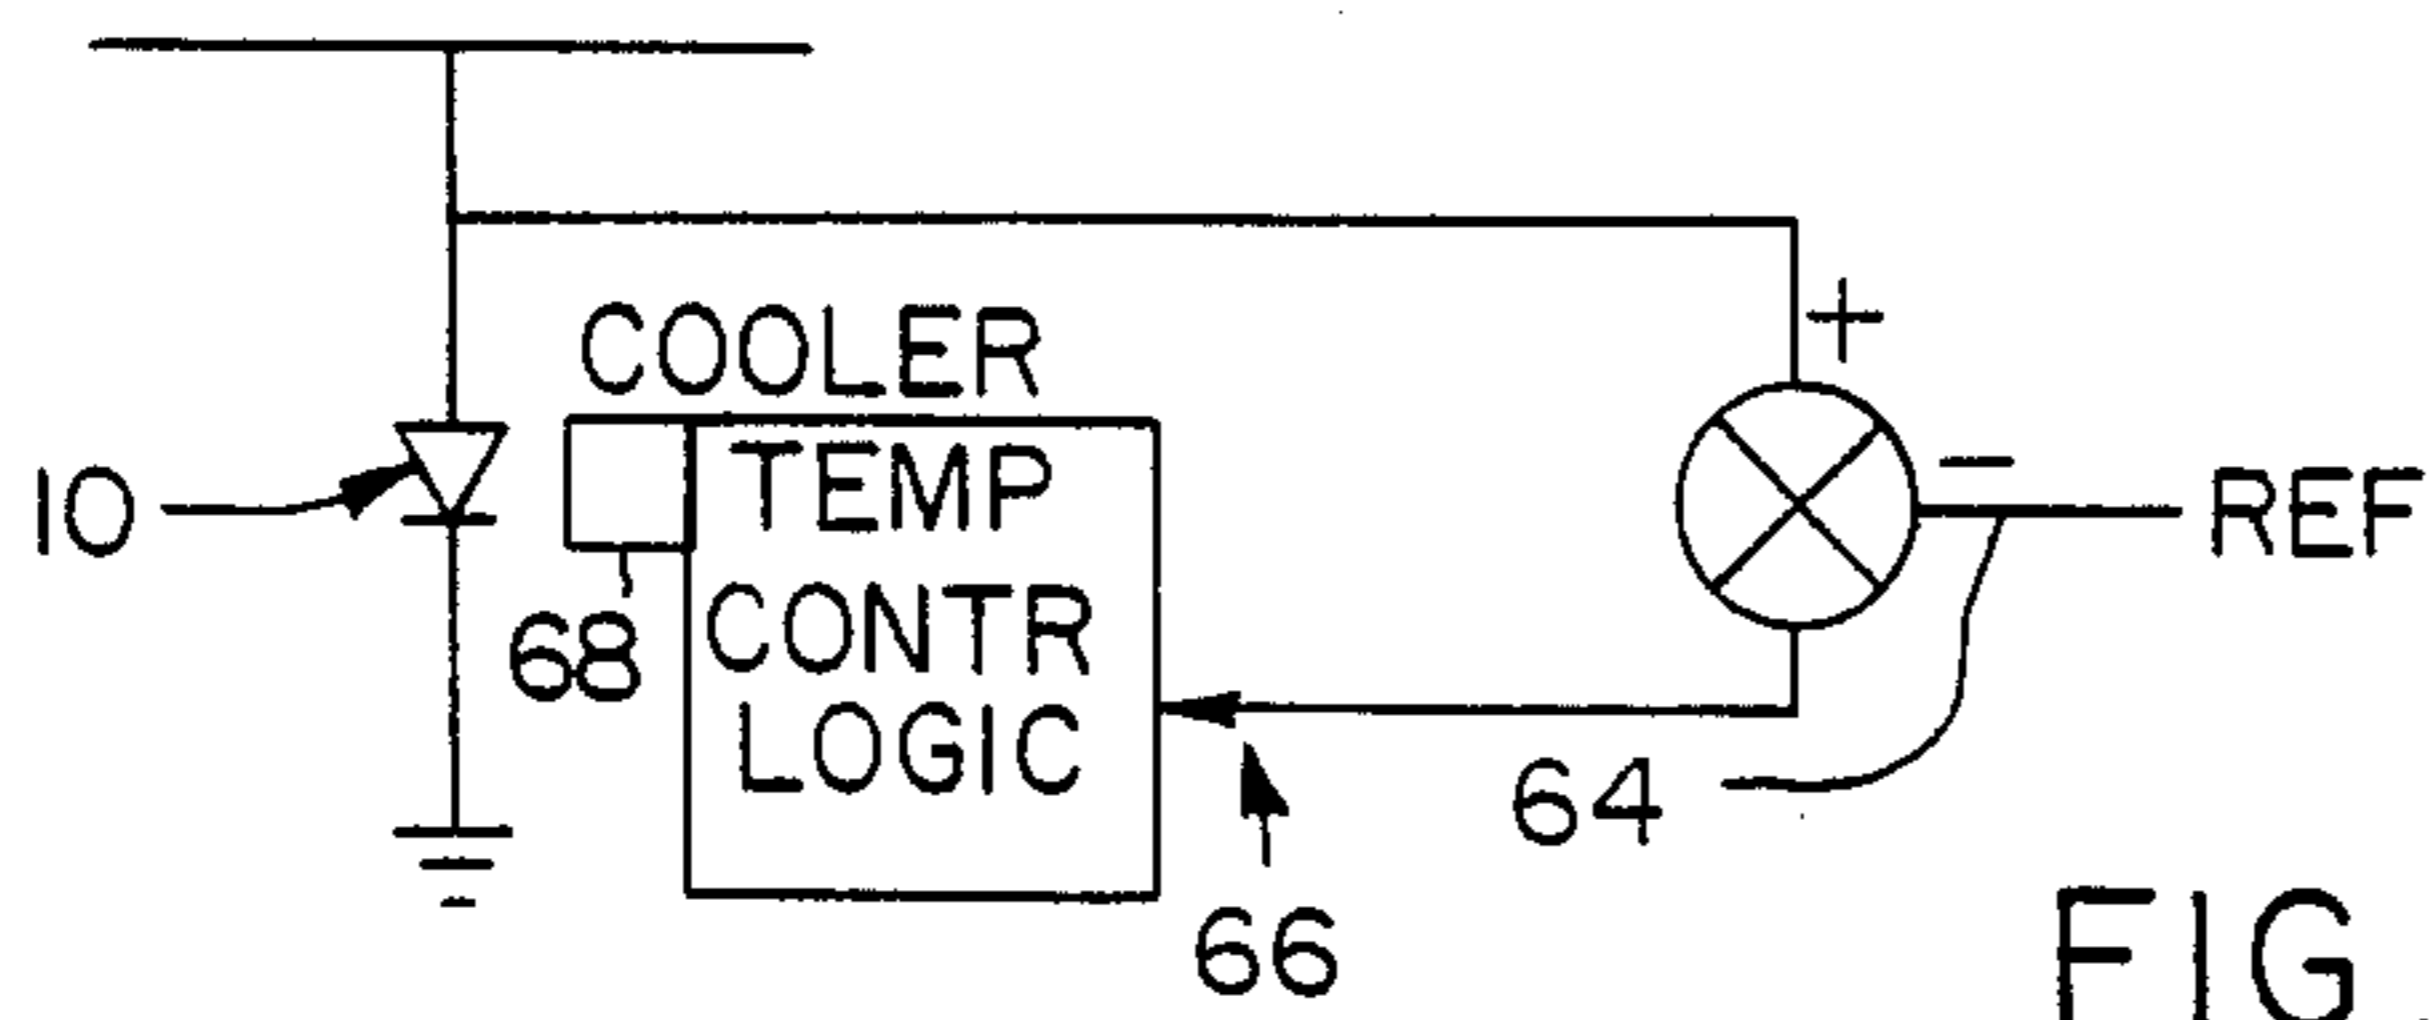 +
COOLER
−
10
TEMP
REF
CONTR
68
LOGIC
64
66
FIG.